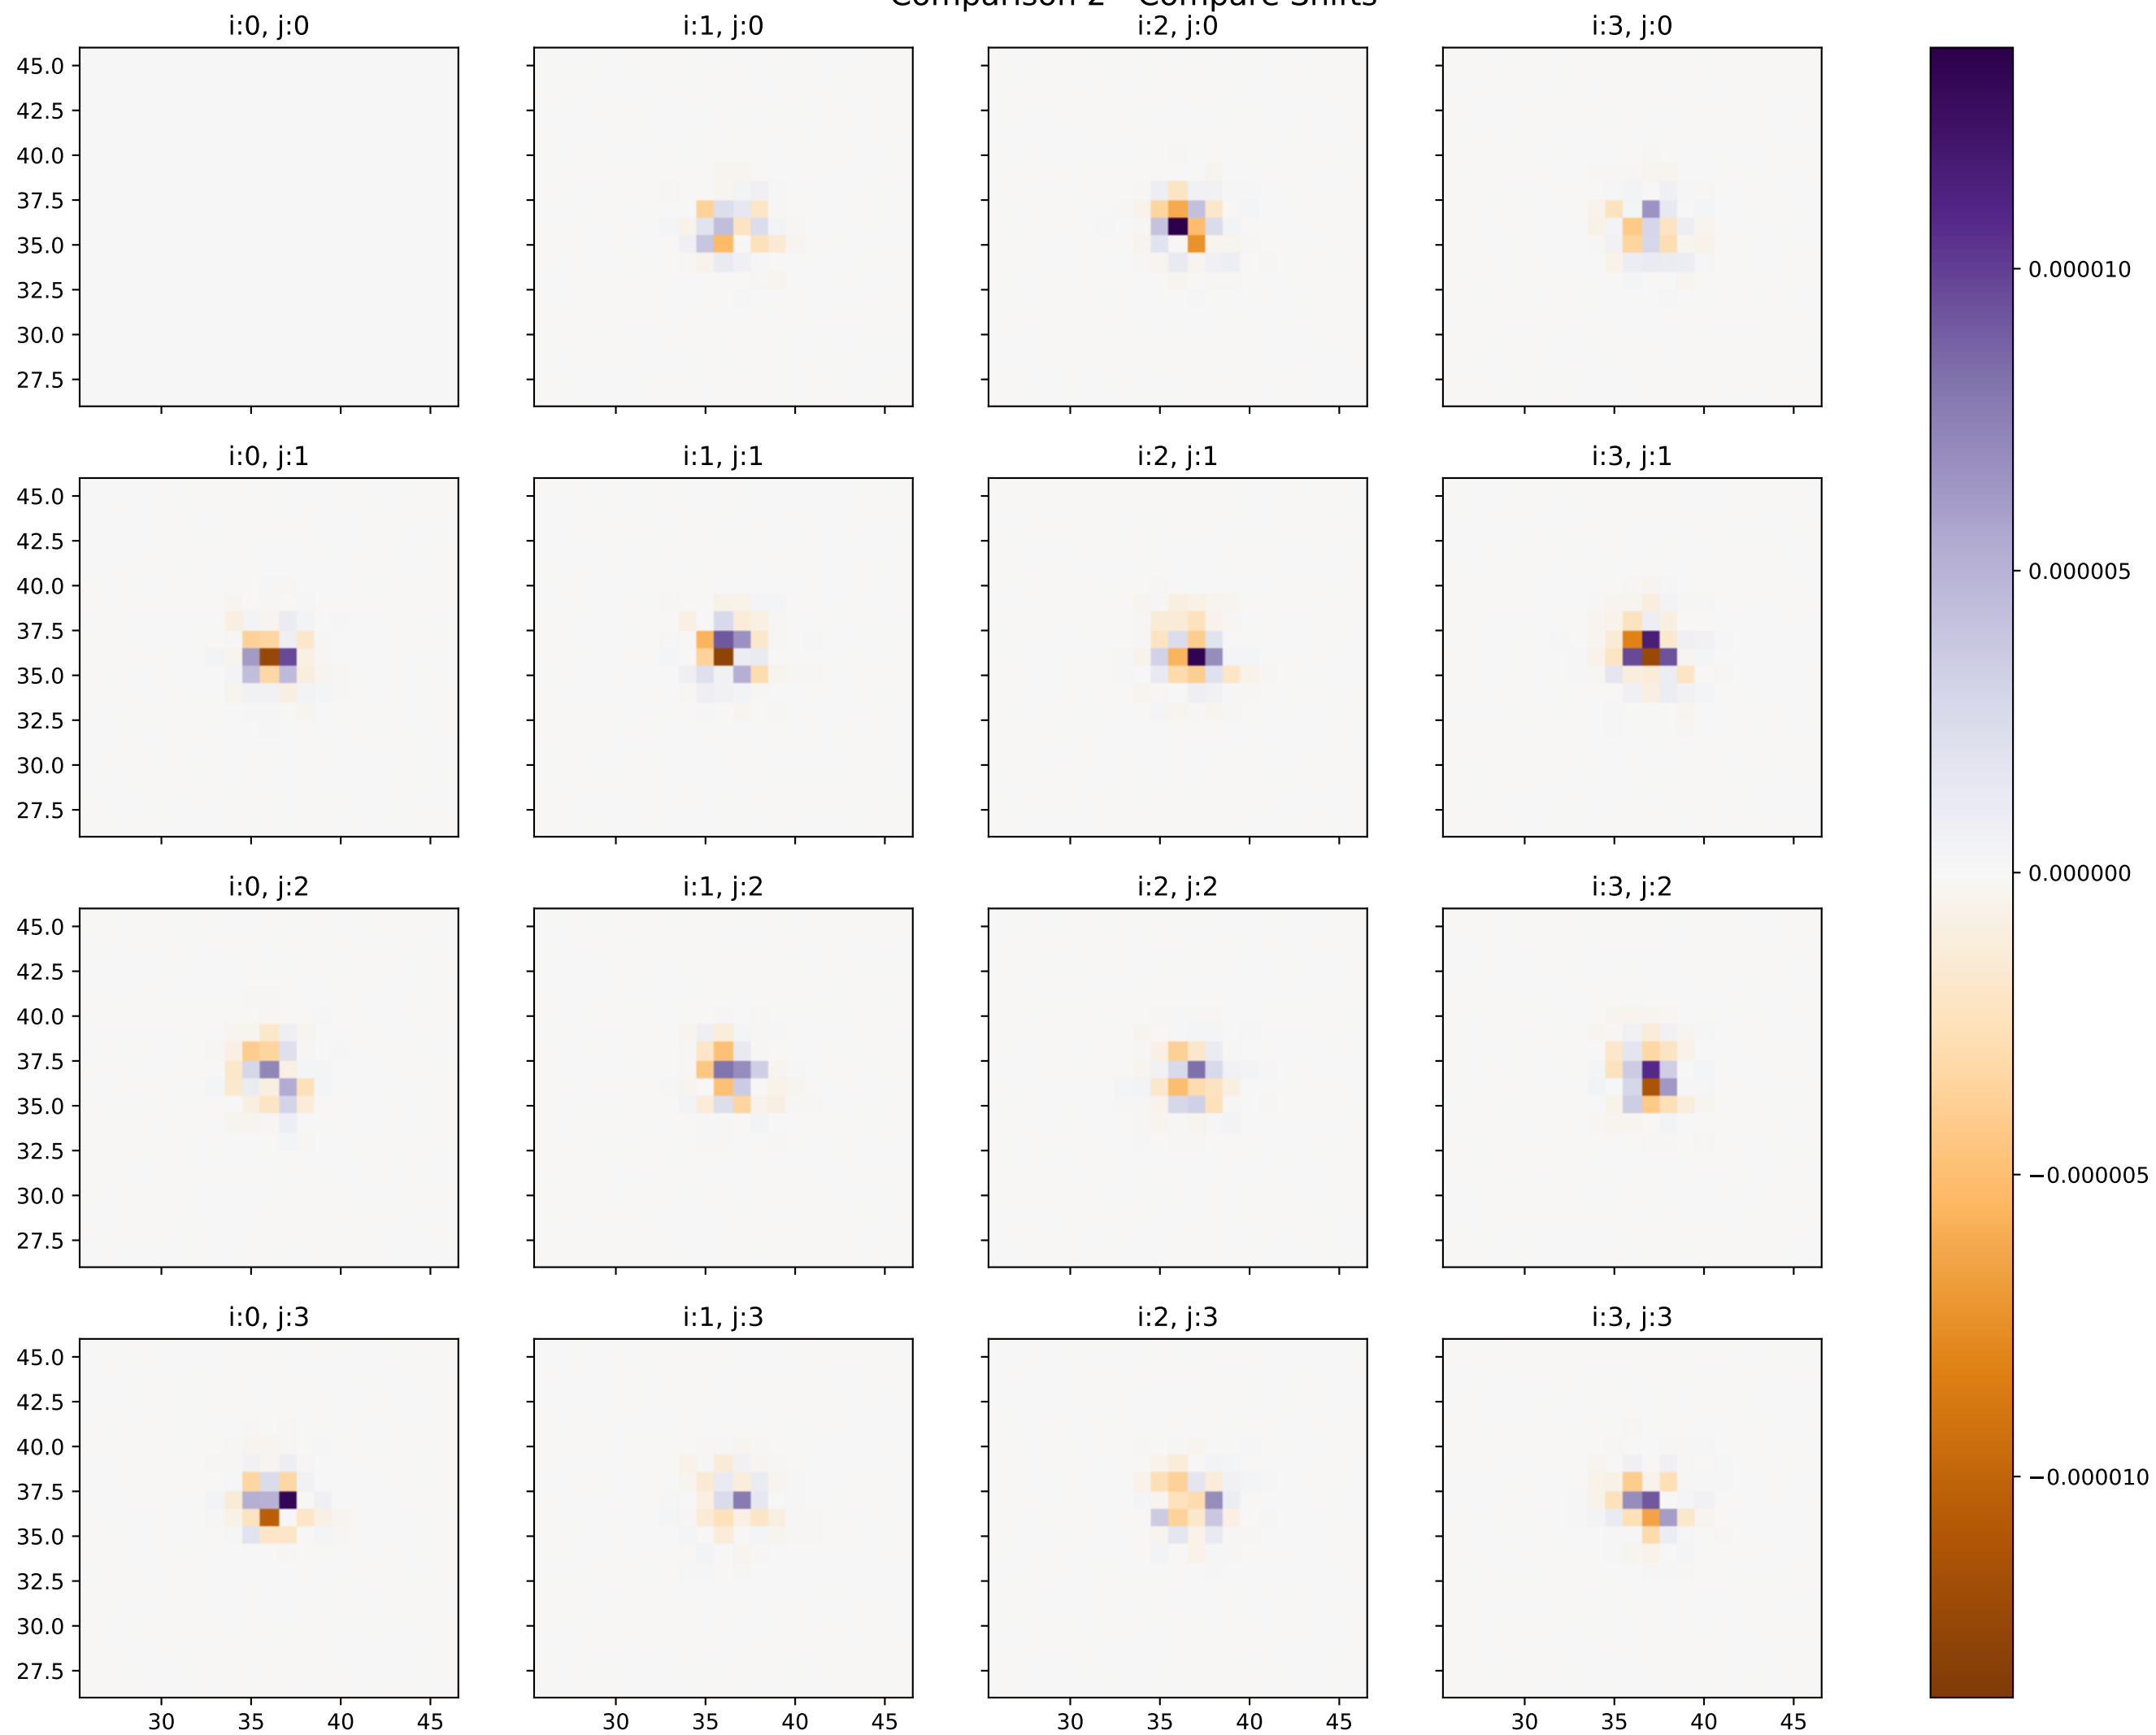 Comparison 2 - Compare Shifts
i:0, j:0
i:1, j:0
i:2, j:0
i:3, j:0
45.0
42.5
40.0
37.5
35.0
32.5
30.0
27.5
i:0, j:1
i:1, j:1
i:2, j:1
i:3, j:1
45.0
42.5
40.0
37.5
35.0
32.5
30.0
27.5
i:0, j:2
i:1, j:2
i:2, j:2
i:3, j:2
45.0
42.5
40.0
37.5
35.0
32.5
30.0
27.5
i:0, j:3
i:1, j:3
i:2, j:3
i:3, j:3
45.0
42.5
40.0
37.5
35.0
32.5
30.0
27.5
30 35 40 45
30 35 40 45
30 35 40 45
30 35 40 45
0.000010
0.000005
0.000000
−0.000005
−0.000010